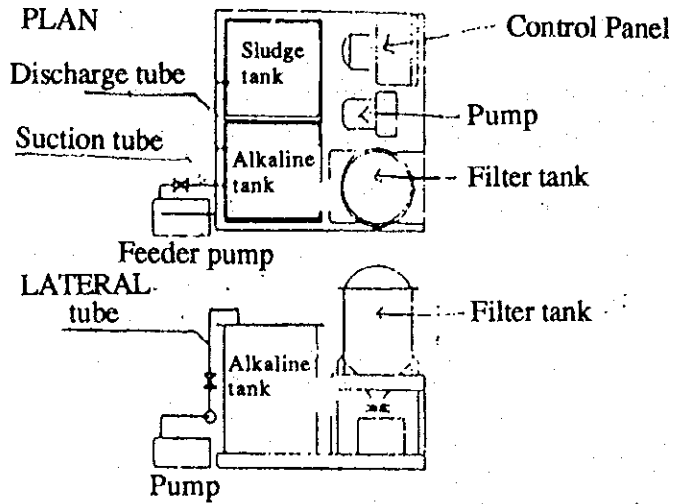 PLAN
Control Panel
Sludge
tank
Discharge tube
Pump
Suction tube
Alkaline
tank
Filter tank
Feeder pump
LATERAL
tube
Filter tank
Alkaline
tank
Pump